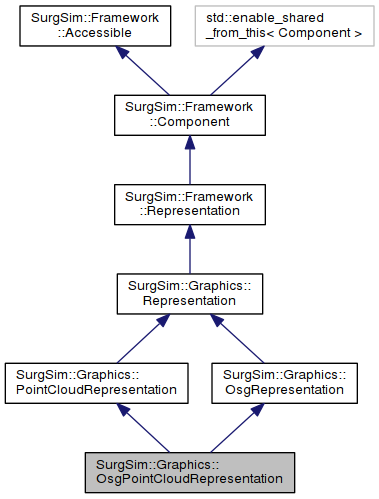 SurgSim::Framework
::Accessible
std::enable_shared
_from_this< Component >
SurgSim::Framework
::Component
SurgSim::Framework
::Representation
SurgSim::Graphics::
Representation
SurgSim::Graphics::
PointCloudRepresentation
SurgSim::Graphics::
OsgRepresentation
SurgSim::Graphics::
OsgPointCloudRepresentation